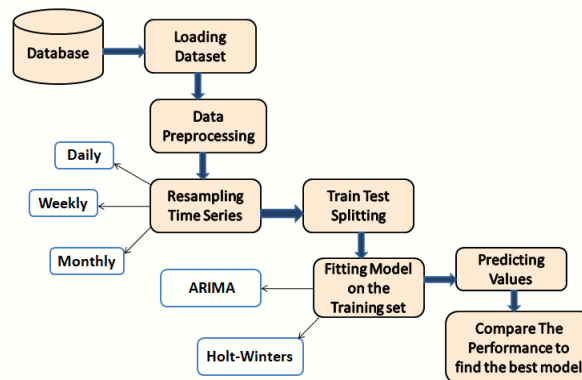 Database
Loading
Dataset
Data
Preprocessing
Daily
Weekly
Monthly
Resampling
Time Series
Train Test
Splitting
ARIMA
Holt-Winters
Fitting Model
on the
Training set
Predicting
Values
Compare The
Performance to
find the best model